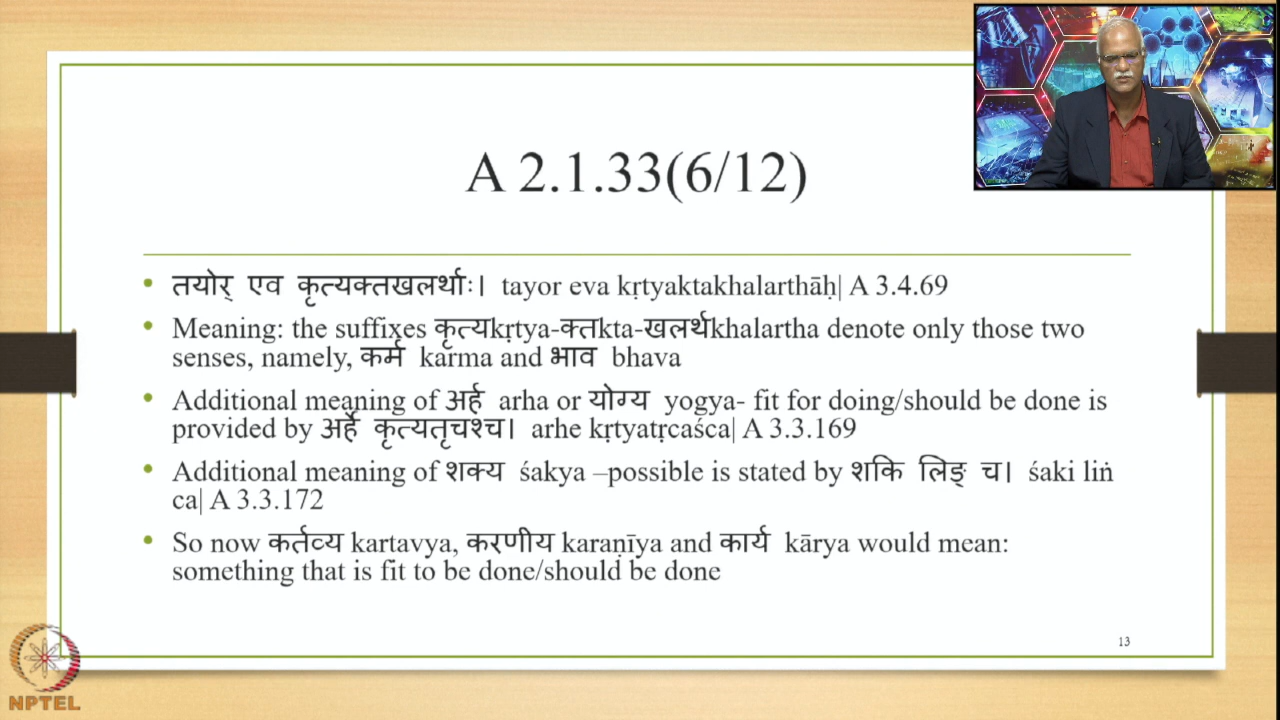 A 2.1.33(6/12)
• तयोर् एव कृत्यक्तखलर्थाः। tayor eva kṛtyaktakhalarthāḥ| A 3.4.69
• Meaning: the suffixes कृत्यkṛtya-क्तkta-खलर्थkhalartha denote only those two
senses, namely, कर्म karma and भाव bhava
• Additional meaning of अर्ह arha or योग्य yogya- fit for doing/should be done is
provided by अर्हे कृत्यतृचश्च। arhe kṛtyatṛcaśca| A 3.3.169
• Additional meaning of शक्य śakya –possible is stated by शकि लिङ् च। śaki liṅ
ca| A 3.3.172
• So now कर्तव्य kartavya, करणीय karaṇīya and कार्य kārya would mean:
something that is fit to be done/should be done
13
NPTEL